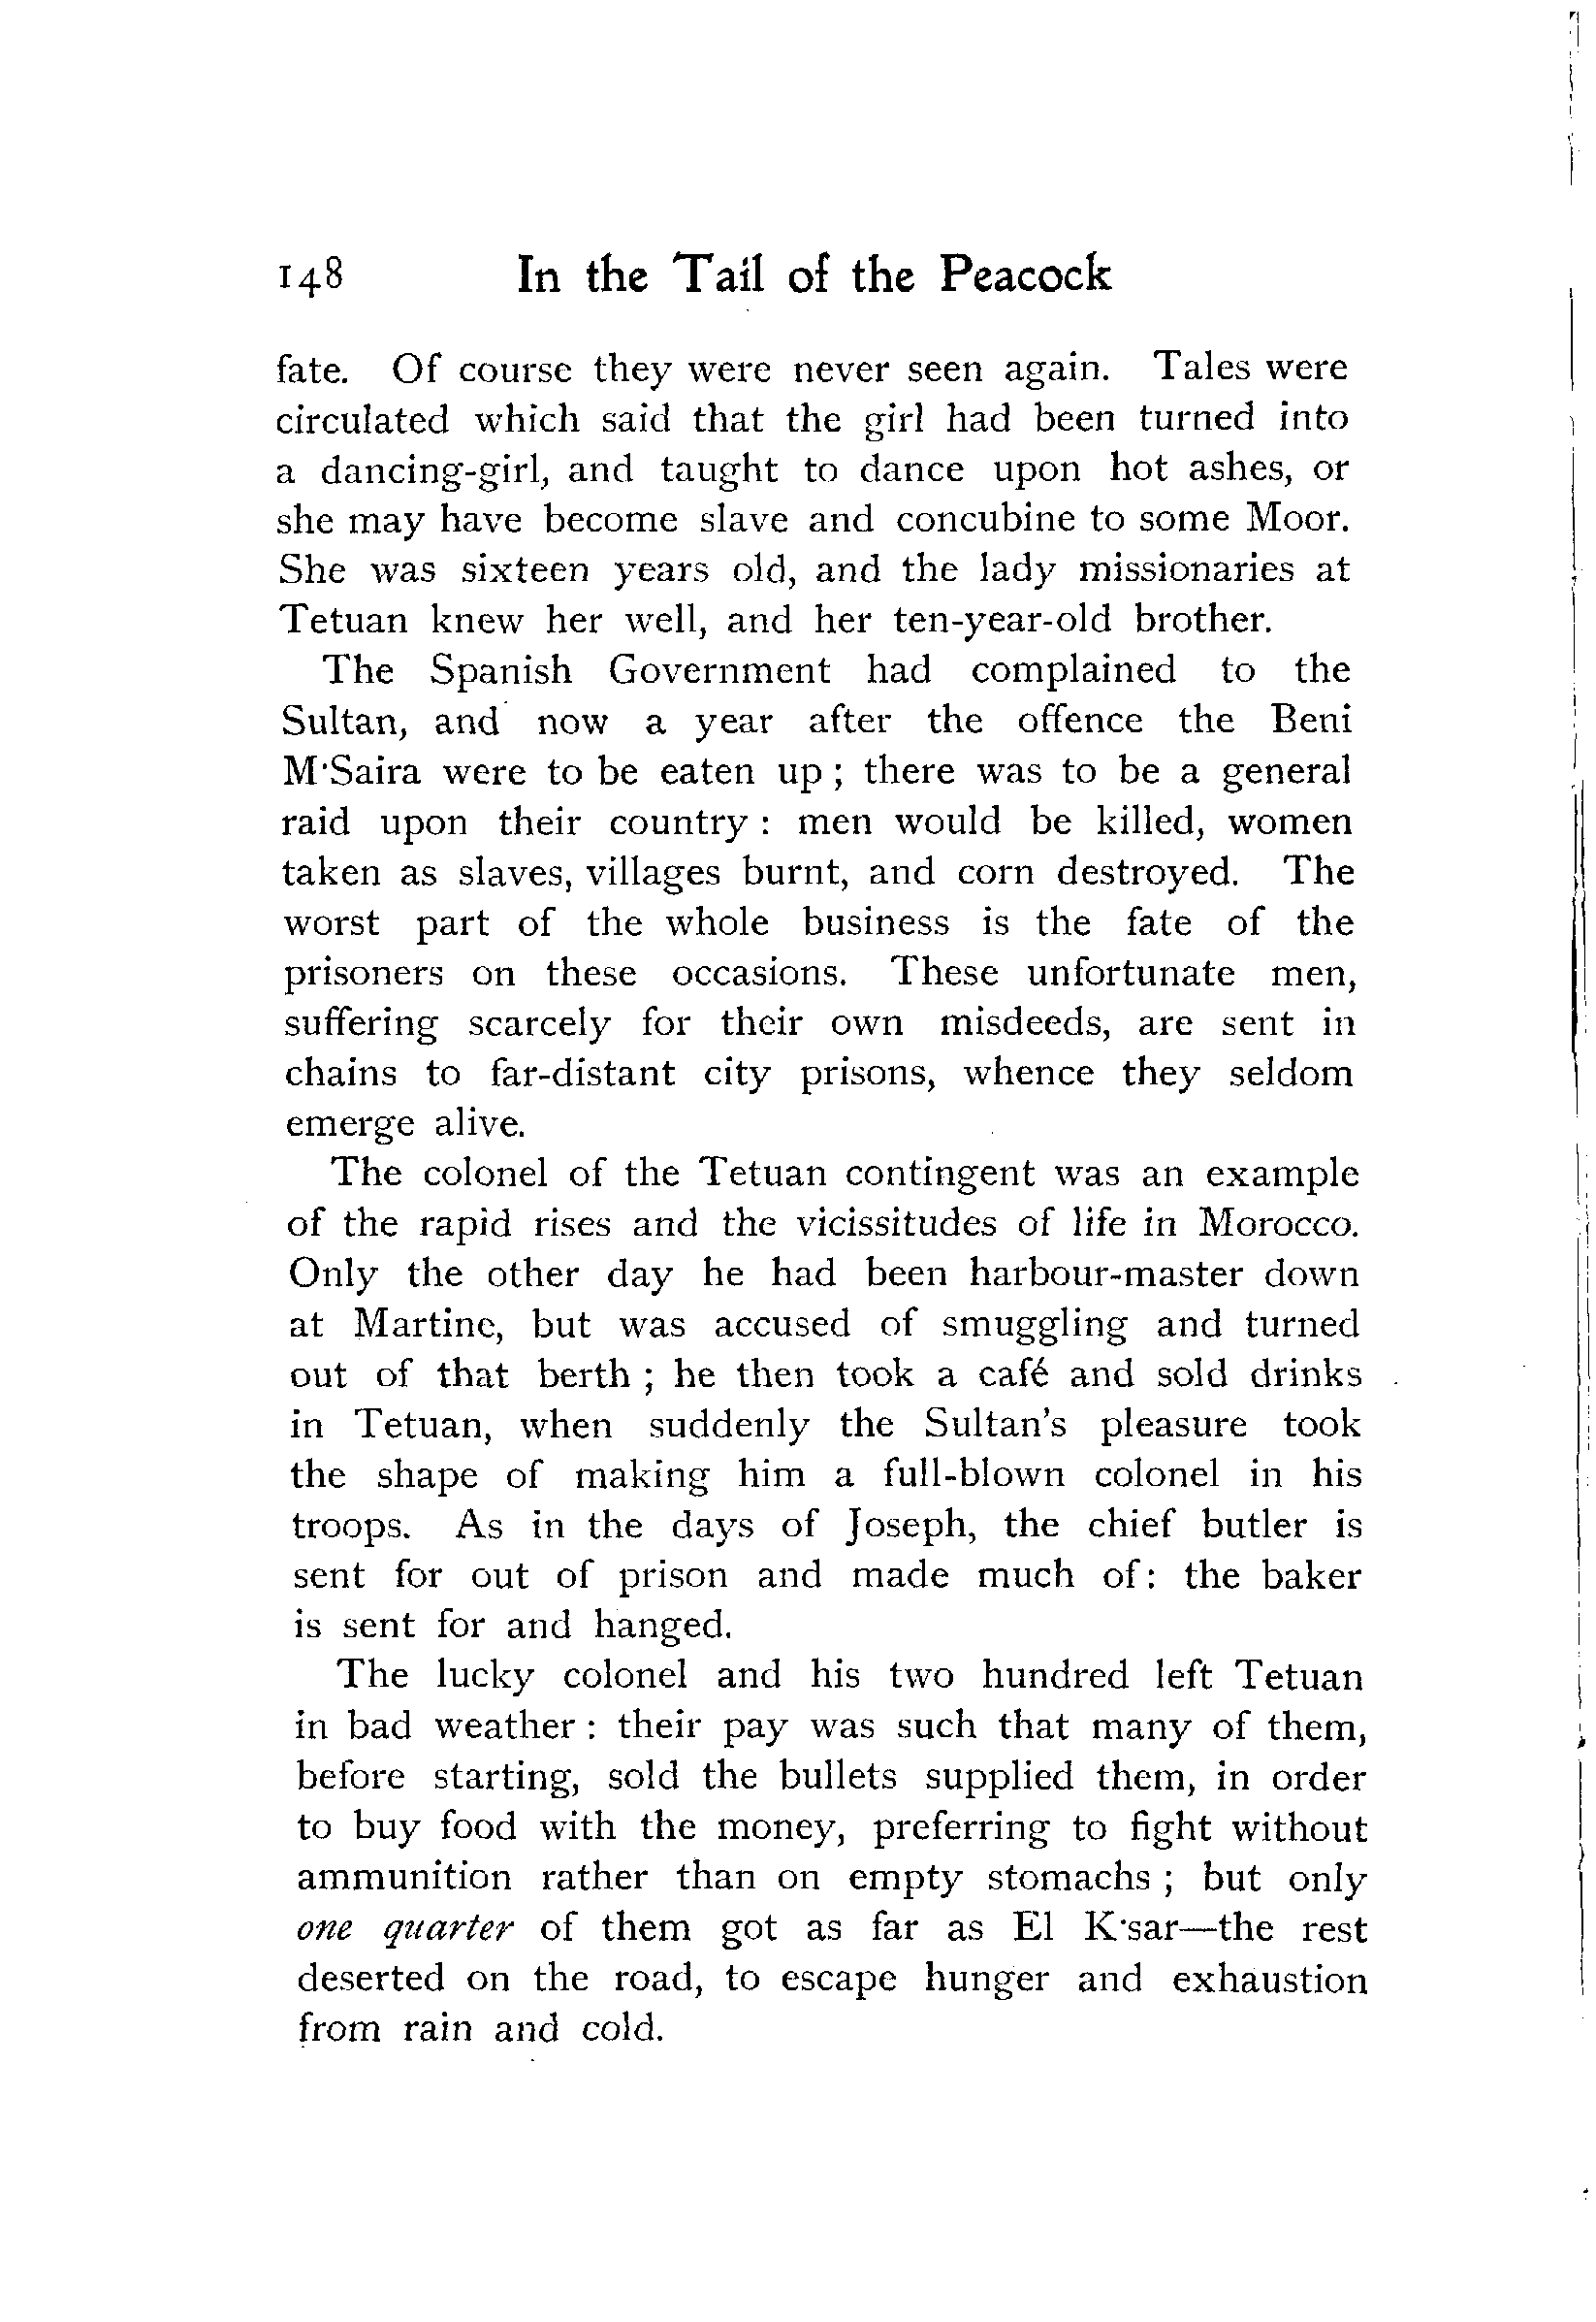 148 In the Tail of the Peacock
fate. Of course they were never seen again. Tales were
circulated which said that the girl had been turned into
a dancing-girl, and taught to dance upon hot ashes, or
she may have become slave and concubine to some Moor.
She was sixteen years old, and the lady missionaries at
Tetuan knew her well, and her ten-year-old brother.
The Spanish Government had complained to the
Sultan, and now a year after the offence the Beni
M·Saira were to be eaten up ; there was to be a general
raid upon their country : men would be killed, women
taken as slaves, villages burnt, and corn destroyed. The
worst part of the whole business is the fate of the
prisoners on these occasions. These unfortunate men,
suffering scarcely for their own misdeeds, are sent in
chains to far-distant city prisons, whence they seldom
emerge alive.
The colonel of the Tetuan contingent was an example
of the rapid rises and the vicissitudes of life in Morocco.
Only the other day he had been harbour-master down
at Martine, but was accused of smuggling and turned
out of that berth ; he then took a café and sold drinks
in Tetuan, when suddenly the Sultan's pleasure took
the shape of making him a full-blown colonel in his
troops. As in the days of Joseph, the chief butler is
sent for out of prison and made much of : the baker
is sent for and hanged.
The lucky colonel and his two hundred left Tetuan
in bad weather : their pay was such that many of them,
before starting, sold the bullets supplied them, in order
to buy food with the money, preferring to fight without
ammunition rather than on empty stomachs ; but only
one quarter of them got as far as El K·sar—the rest
deserted on the road, to escape hunger and exhaustion
from rain and cold.